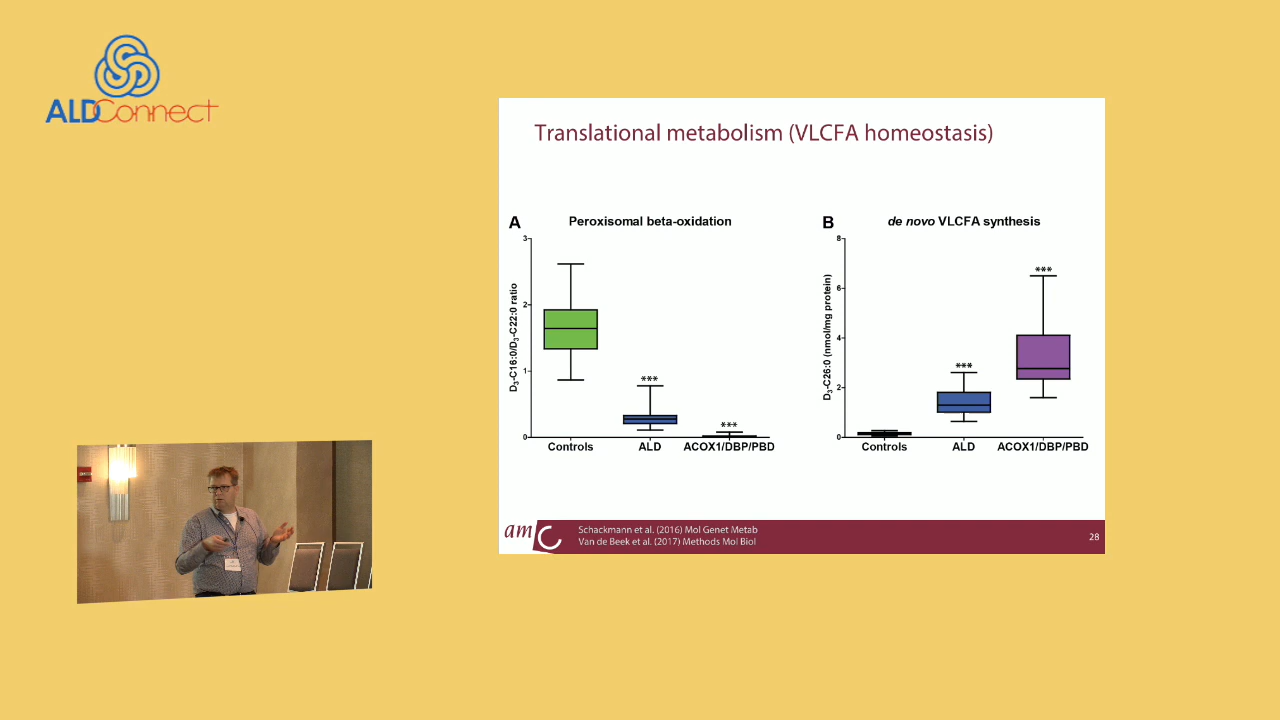 ALDConnect
Translational metabolism (VLCFA homeostasis)
A
Peroxisomal beta-oxidation
D3-C16:0/D3-C22:0 ratio
3
2
1
0
***
***
Controls
ALD
ACOX1/DBP/PBD
B
de novo VLCFA synthesis
D3-C26:0 (nmol/mg protein)
8
6
4
2
0
***
***
Controls
ALD
ACOX1/DBP/PBD
amc
Schackmann et al. (2016) Mol Genet Metab
Van de Beek et al. (2017) Methods Mol Biol
28